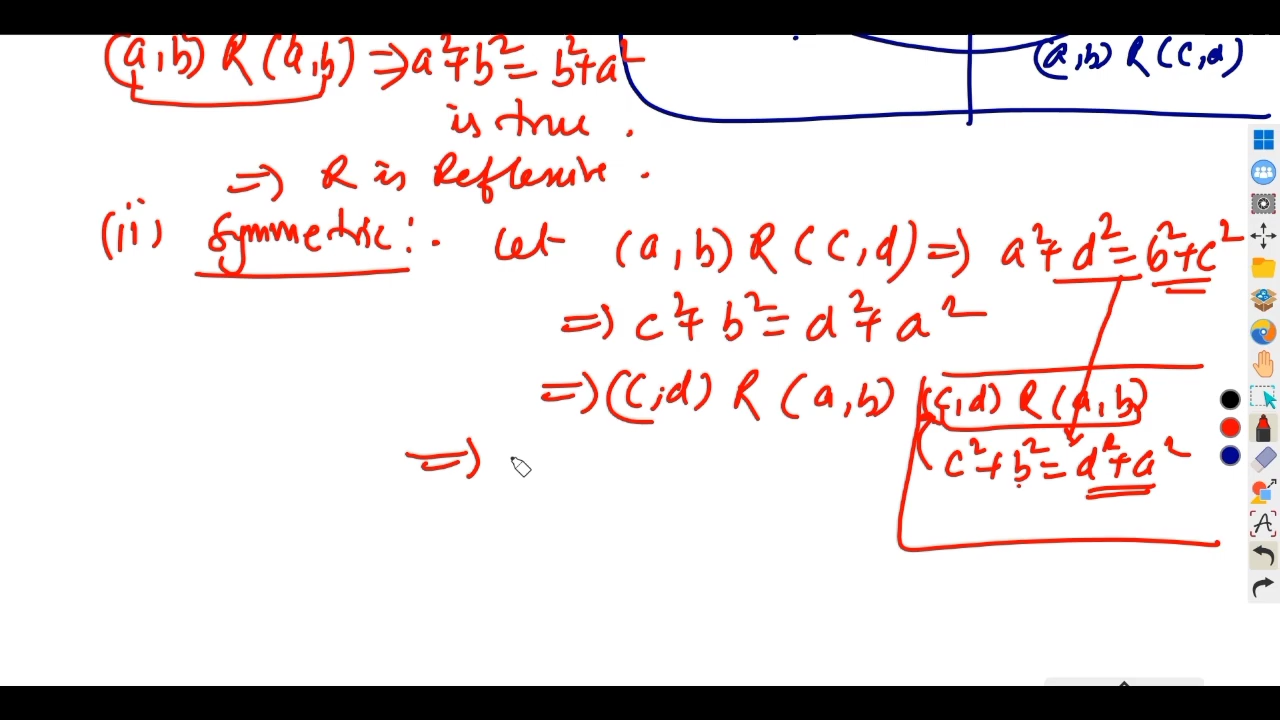 (a,b) R (a,b) ⇒ a²+b² = b²+a²
(a,b) R (c,d)
is true.
⇒ R is Reflexive.
(ii) Symmetric:. Let (a,b) R (c,d) ⇒ a²+d² = b²+c²
⇒ c²+b² = d²+a²
⇒ (c,d) R (a,b)
(c,d) R (a,b)
c²+b² = d²+a²
⇒